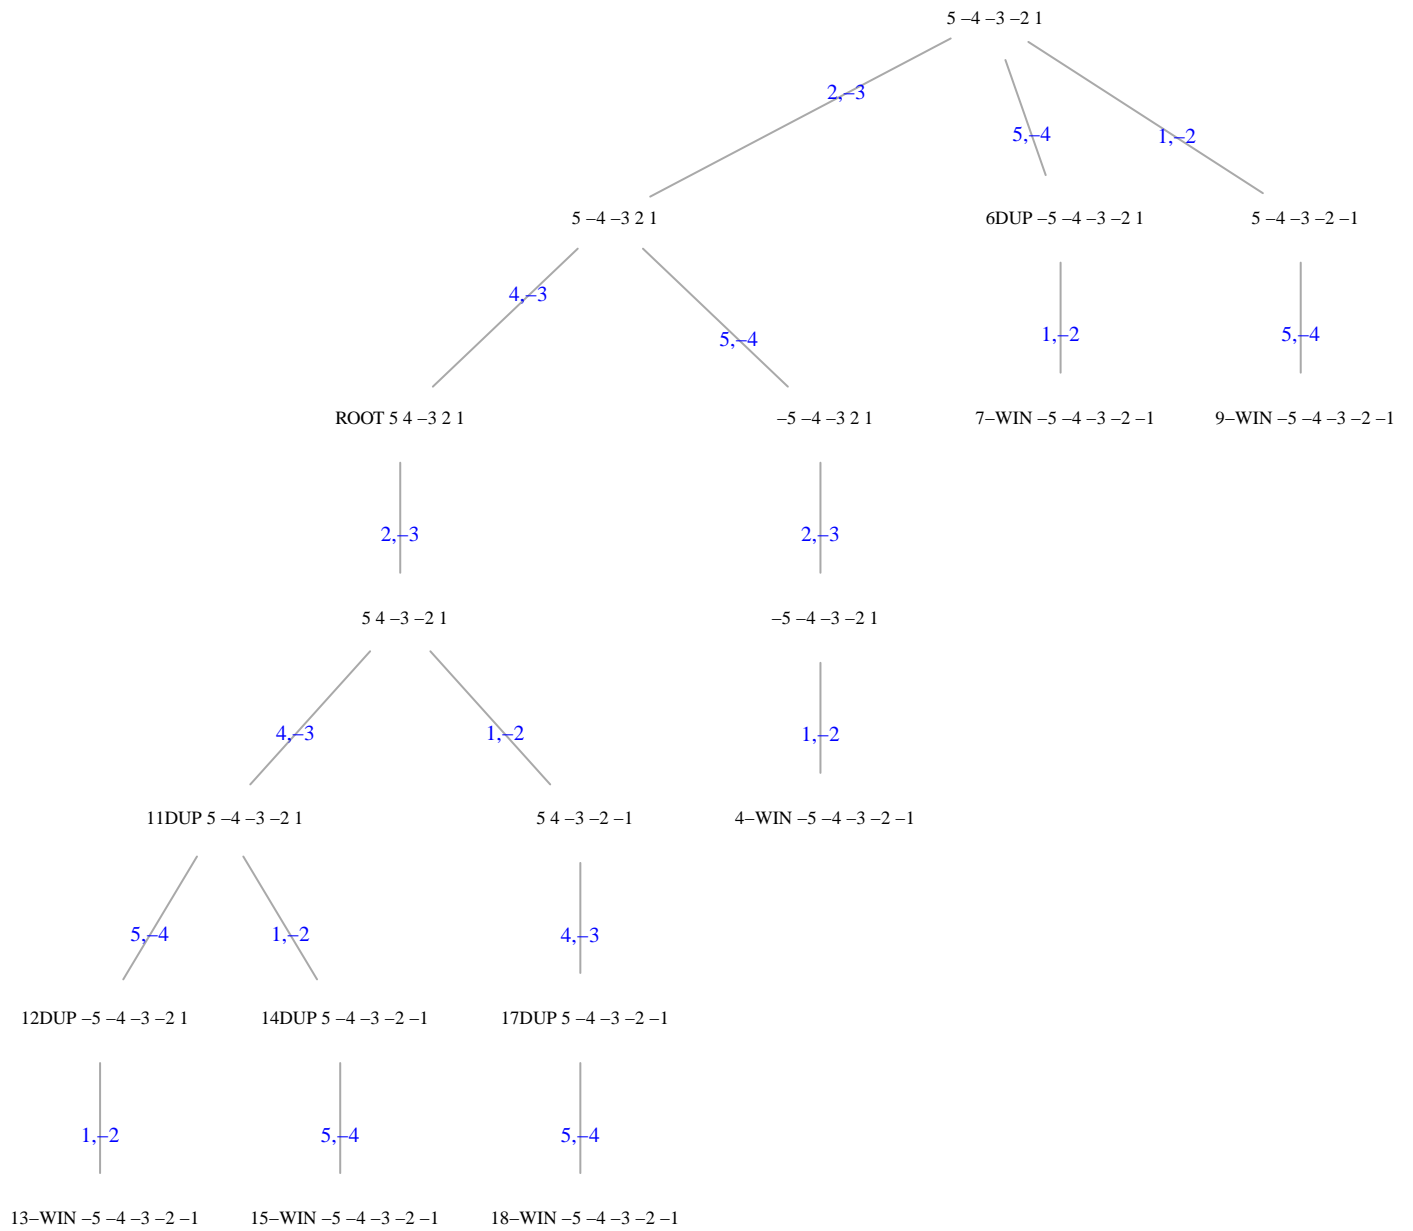 5 –4 –3 –2 1
2,–3
5,–4
1,–2
5 –4 –3 2 1
6DUP –5 –4 –3 –2 1
5 –4 –3 –2 –1
4,–3
5,–4
1,–2
5,–4
ROOT 5 4 –3 2 1
–5 –4 –3 2 1
7–WIN –5 –4 –3 –2 –1
9–WIN –5 –4 –3 –2 –1
2,–3
2,–3
5 4 –3 –2 1
–5 –4 –3 –2 1
4,–3
1,–2
1,–2
11DUP 5 –4 –3 –2 1
5 4 –3 –2 –1
4–WIN –5 –4 –3 –2 –1
5,–4
1,–2
4,–3
12DUP –5 –4 –3 –2 1
14DUP 5 –4 –3 –2 –1
17DUP 5 –4 –3 –2 –1
1,–2
5,–4
5,–4
13–WIN –5 –4 –3 –2 –1
15–WIN –5 –4 –3 –2 –1
18–WIN –5 –4 –3 –2 –1